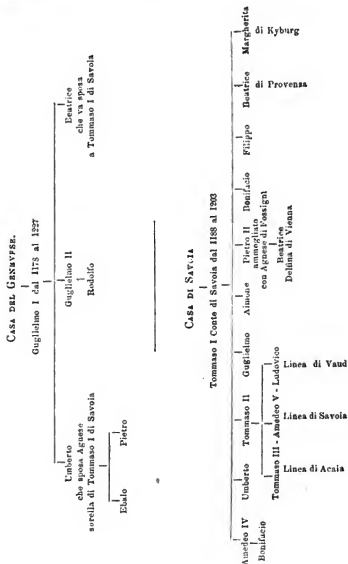 CASA DEL GENEVESE.
Guglielmo I dal 1178 al 1227
Umberto
che sposa Agnese
sorella di Tommaso I di Savoia
Guglielmo II
Beatrice
che va sposa
a Tommaso I di Savoia
Ebalo
Pietro
Rodolfo
CASA DI SAVOIA
Tommaso I Conte di Savoia dal 1188 al 1203
Amedeo IV
Umberto
Tommaso II
Guglielmo
Aimone
Pietro II
ammogliato
con Agnese di Fossignì
Bonifacio
Filippo
Beatrice
di Provenza
Margherita
di Kyburg
Bonifacio
Tommaso III - Amedeo V - Ludovico
Beatrice
Delfina di Vienna
Linea di Acaia
Linea di Savoia
Linea di Vaud